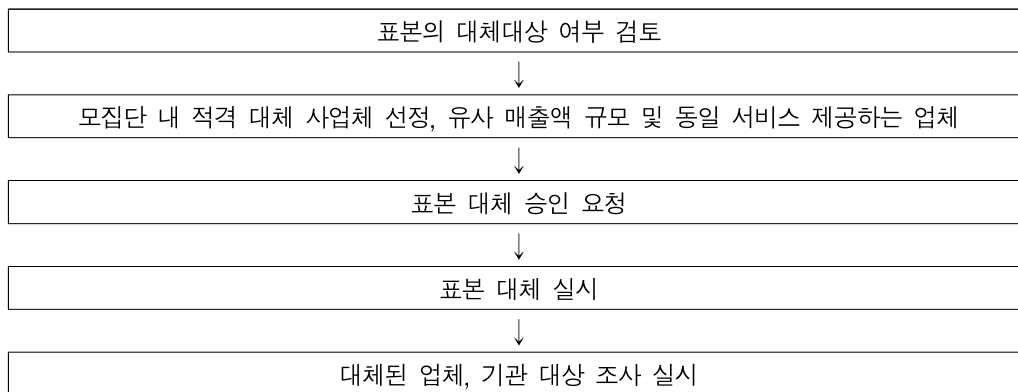 표본의 대체대상 여부 검토
↓
모집단 내 적격 대체 사업체 선정, 유사 매출액 규모 및 동일 서비스 제공하는 업체
↓
표본 대체 승인 요청
↓
표본 대체 실시
↓
대체된 업체, 기관 대상 조사 실시